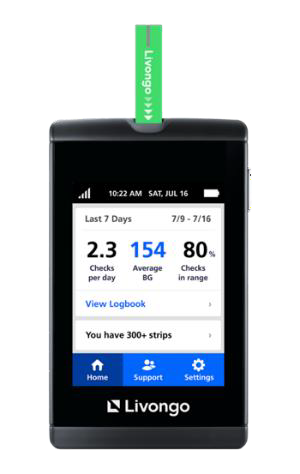 Livongo
10:22 AM SAT, JUL 16
Last 7 Days 7/9 - 7/16
2.3 154 80%
Checks per day Average BG Checks in range
View Logbook ›
You have 300+ strips ›
Home Support Settings
Livongo